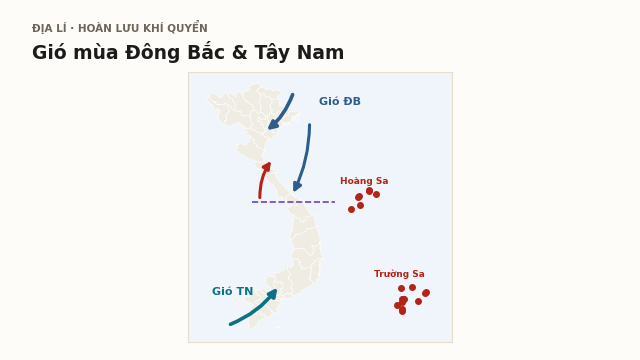 ĐỊA LÍ · HOÀN LƯU KHÍ QUYỂN
Gió mùa Đông Bắc & Tây Nam
Gió ĐB
Hoàng Sa
Trường Sa
Gió TN